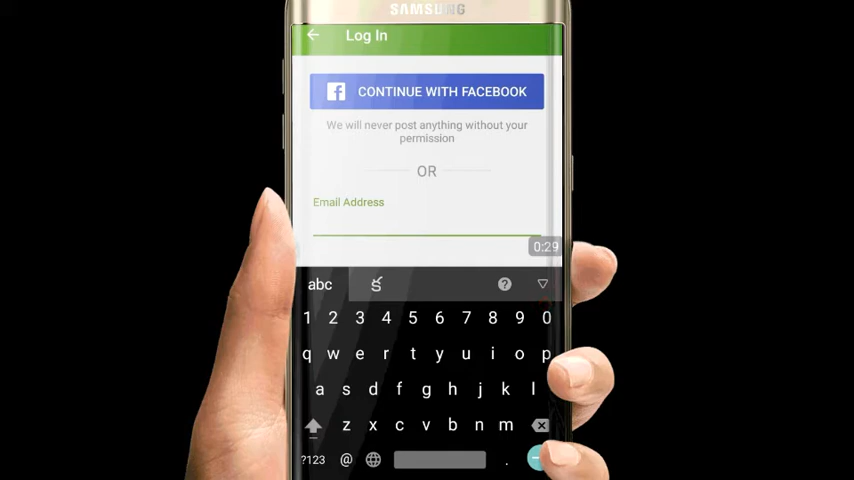 SAMSUNG
Log In
CONTINUE WITH FACEBOOK
We will never post anything without your
permission
OR
Email Address
0:29
abc క్
1 2 3 4 5 6 7 8 9 0
q w e r t y u i o p
a s d f g h j k l
z x c v b n m
?123 @ .